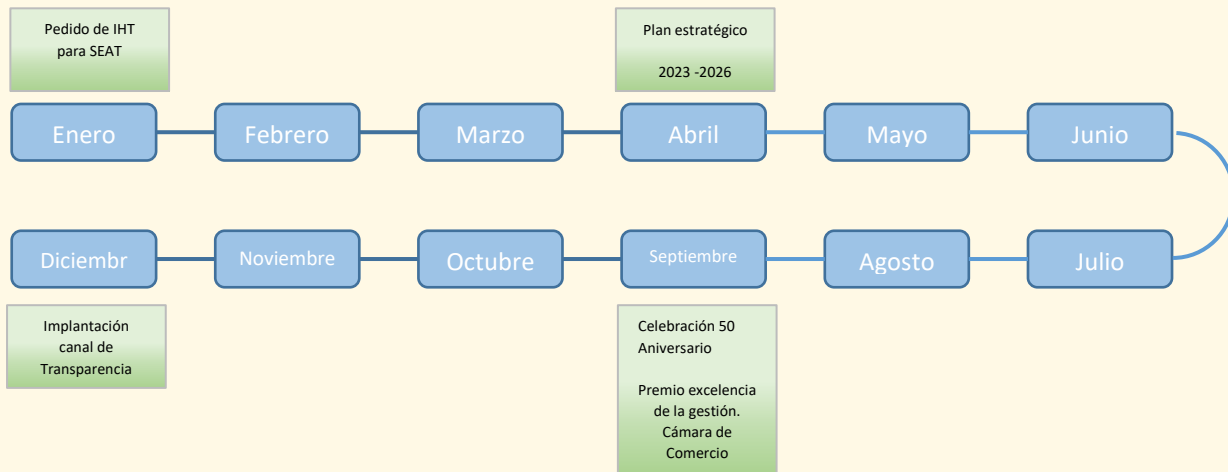 Pedido de IHT
para SEAT
Plan estratégico
2023 -2026
Enero
Febrero
Marzo
Abril
Mayo
Junio
Diciembr
Noviembre
Octubre
Septiembre
Agosto
Julio
Implantación
canal de
Transparencia
Celebración 50
Aniversario
Premio excelencia
de la gestión.
Cámara de
Comercio